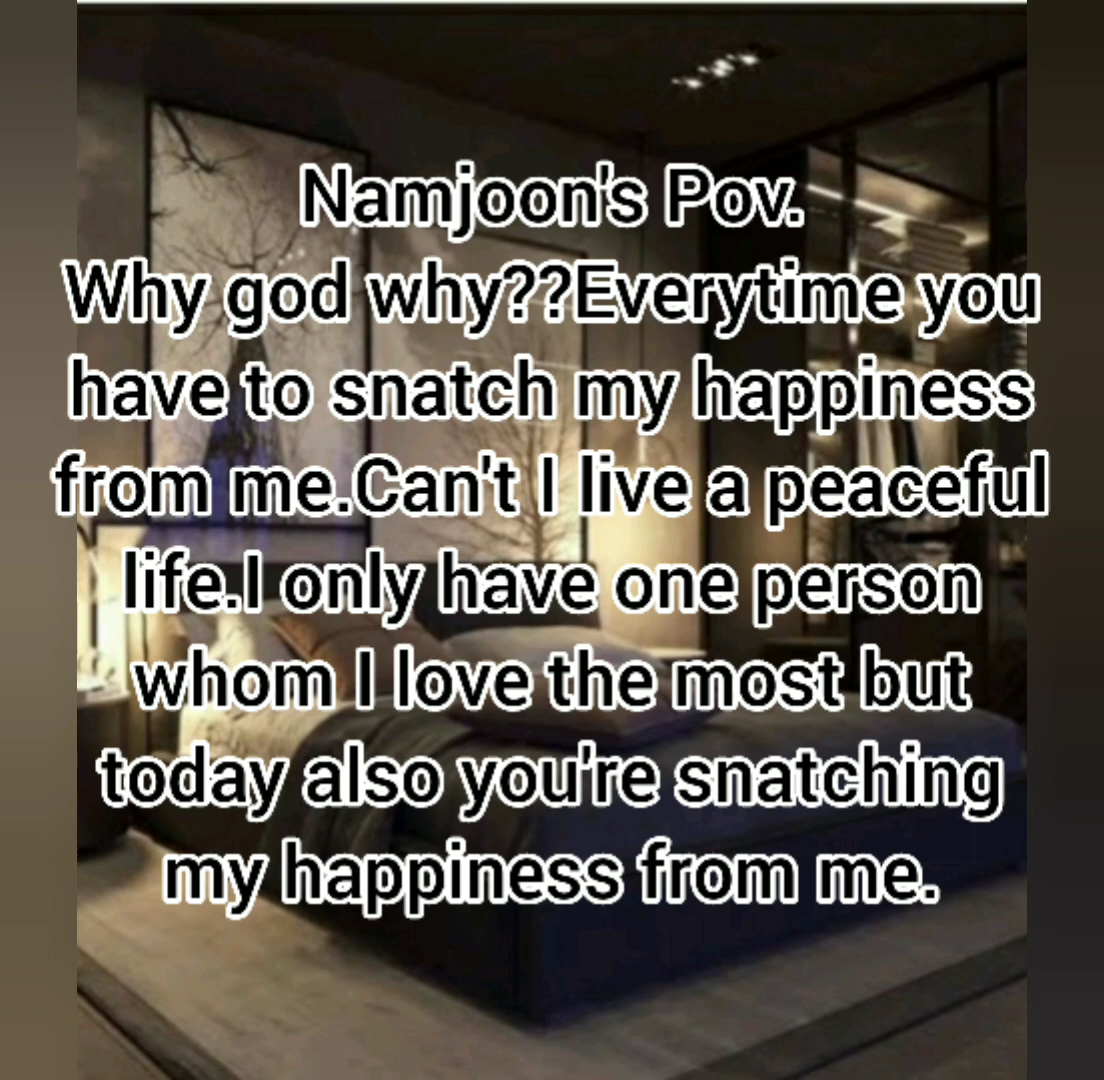 Namjoon's Pov.
Why god why??Everytime you
have to snatch my happiness
from me.Can't I live a peaceful
life.I only have one person
whom I love the most but
today also you're snatching
my happiness from me.